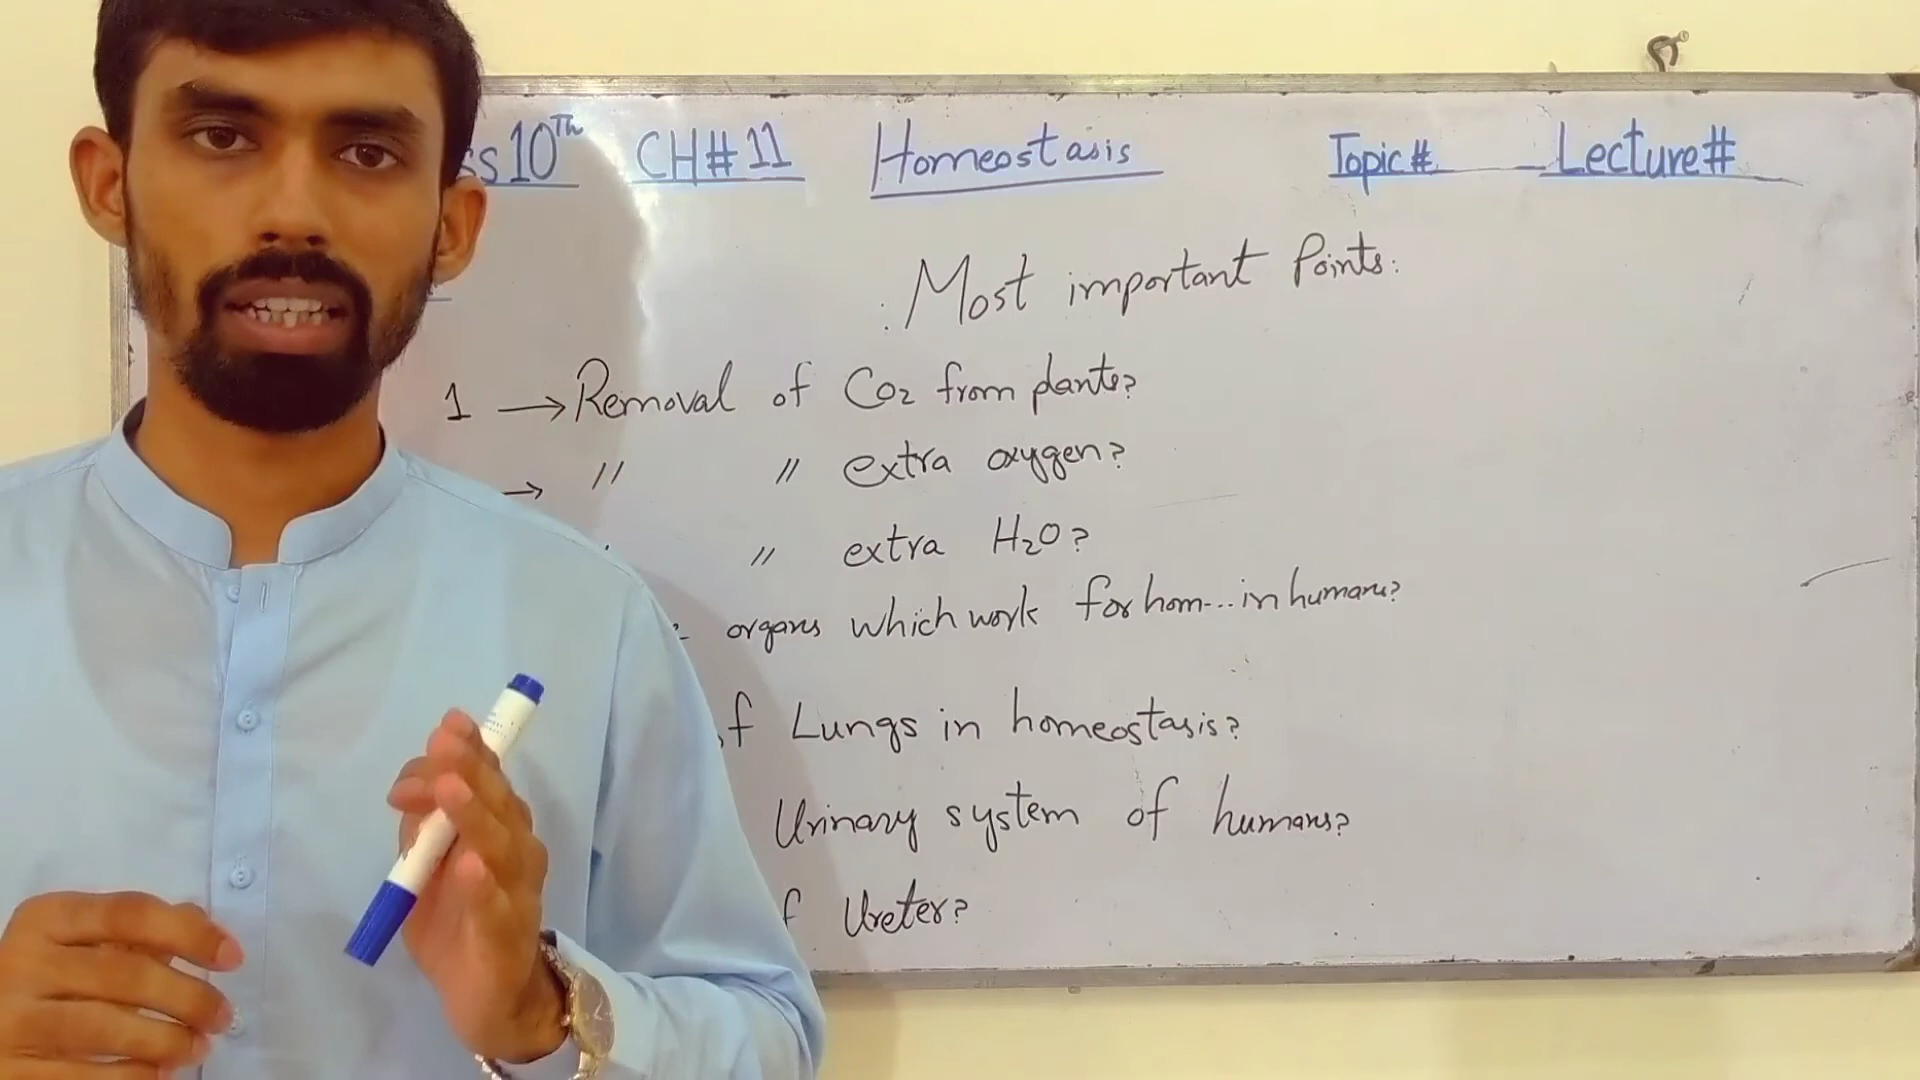 ss 10Th CH#11 Homeostasis Topic# Lecture#
: Most important Points:
1 → Removal of CO2 from plants?
→ " " extra oxygen?
" extra H2O?
organs which work for hom... in humans?
f Lungs in homeostasis?
Urinary system of humans?
f Ureter?